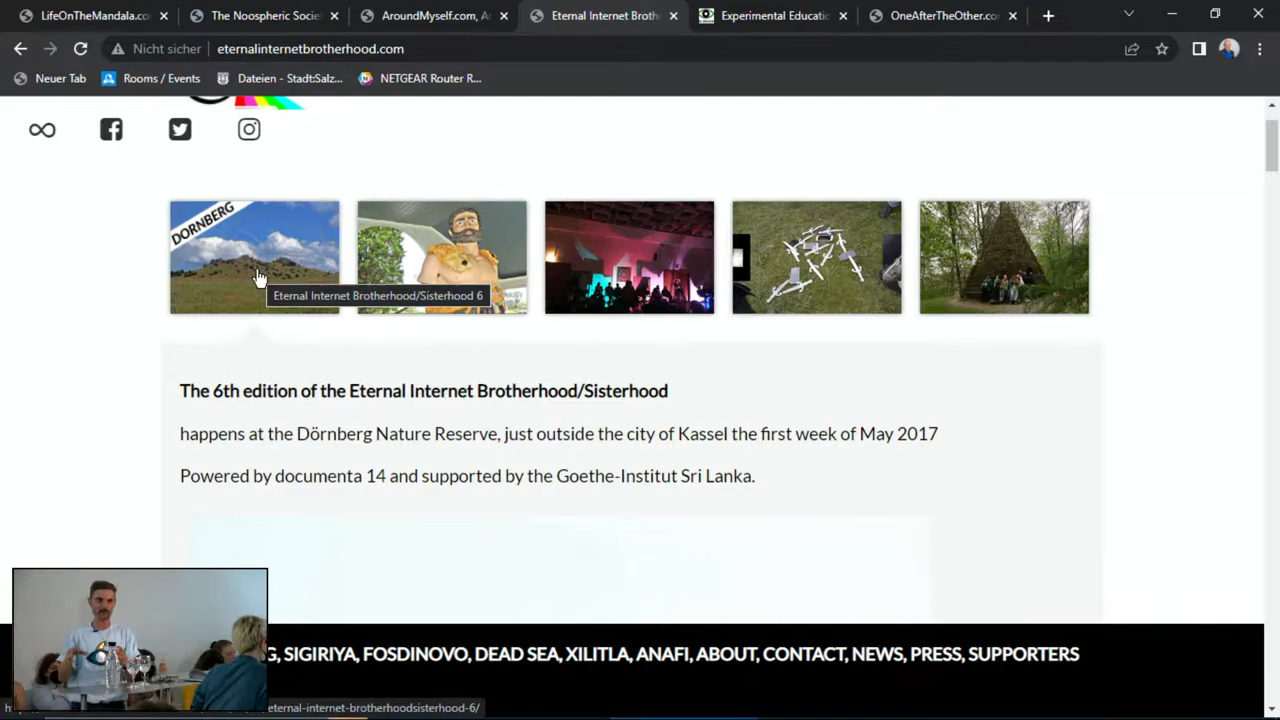 LifeOnTheMandala.co
The Noospheric Socie
AroundMyself.com, A
Eternal Internet Broth
Experimental Educatio
OneAfterTheOther.co
Nicht sicher
eternalinternetbrotherhood.com
Neuer Tab
Rooms / Events
Dateien - Stadt:Salz...
NETGEAR Router R...
DORNBERG
Eternal Internet Brotherhood/Sisterhood 6
The 6th edition of the Eternal Internet Brotherhood/Sisterhood
happens at the Dörnberg Nature Reserve, just outside the city of Kassel the first week of May 2017
Powered by documenta 14 and supported by the Goethe-Institut Sri Lanka.
G, SIGIRIYA, FOSDINOVO, DEAD SEA, XILITLA, ANAFI, ABOUT, CONTACT, NEWS, PRESS, SUPPORTERS
eternal-internet-brotherhoodsisterhood-6/